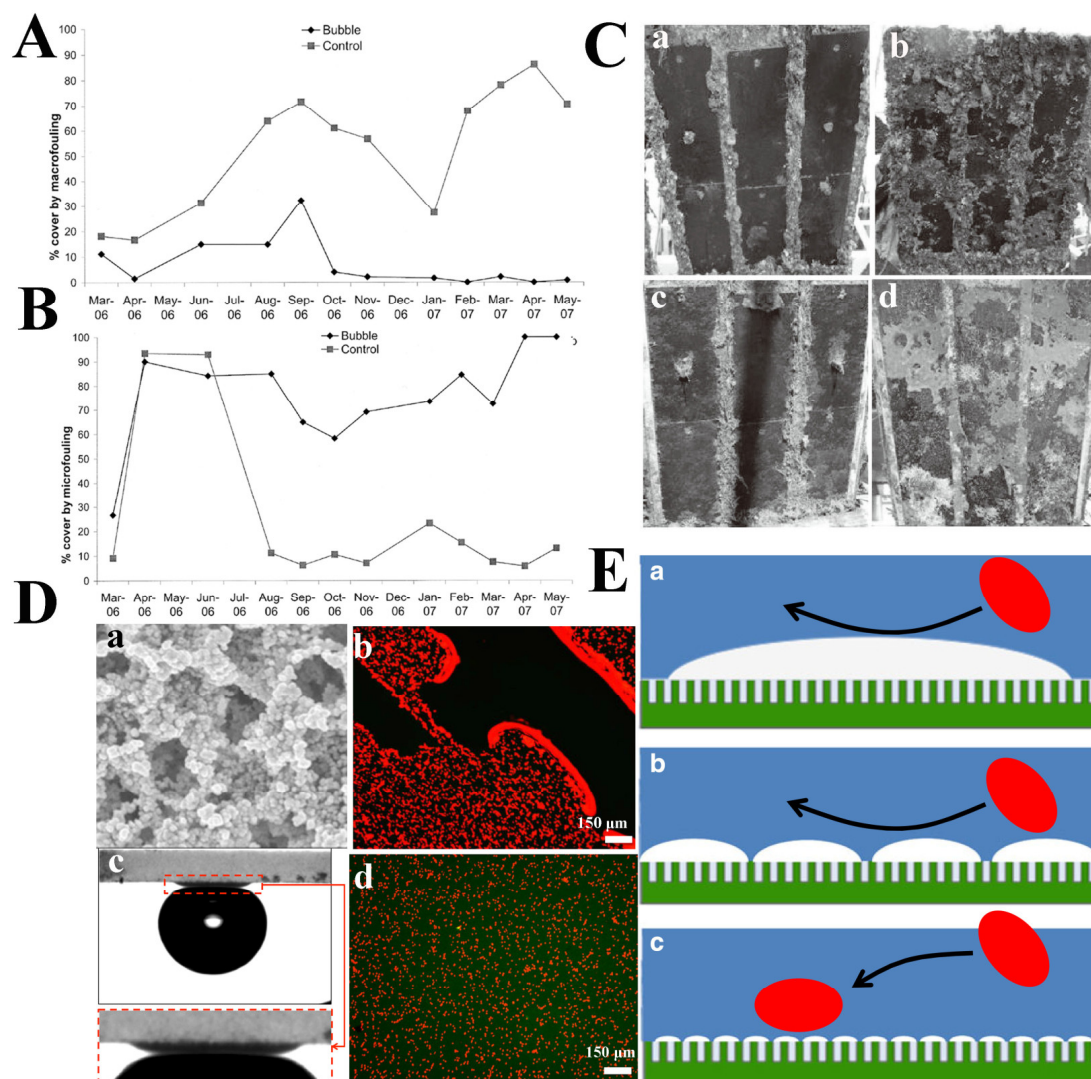 A
Bubble
Control
% cover by macrofouling
100
90
80
70
60
50
40
30
20
10
0
Mar-06 Apr-06 May-06 Jun-06 Jul-06 Aug-06 Sep-06 Oct-06 Nov-06 Dec-06 Jan-07 Feb-07 Mar-07 Apr-07 May-07
B
Bubble
Control
% cover by microfouling
100
90
80
70
60
50
40
30
20
10
0
Mar-06 Apr-06 May-06 Jun-06 Jul-06 Aug-06 Sep-06 Oct-06 Nov-06 Dec-06 Jan-07 Feb-07 Mar-07 Apr-07 May-07
C
a
b
c
d
D
a
b
150 μm
c
d
150 μm
E
a
b
c